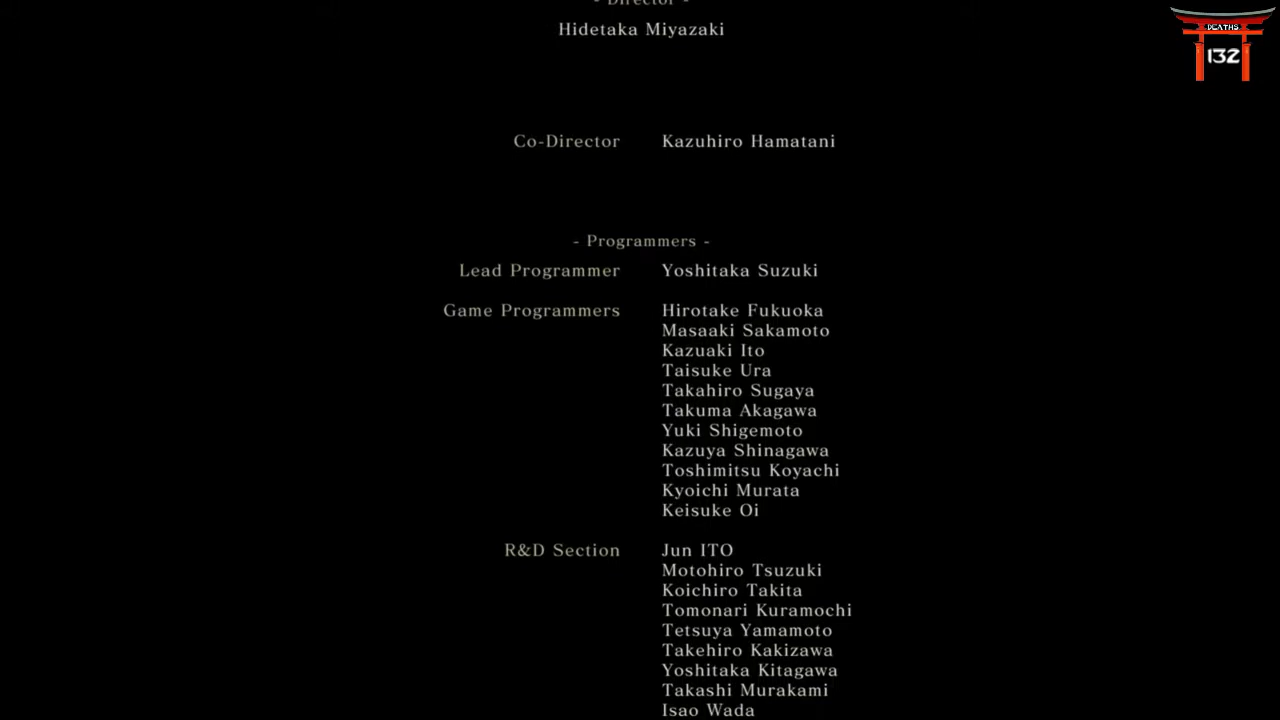 - Director -
Hidetaka Miyazaki
DEATHS
132
Co-Director Kazuhiro Hamatani
- Programmers -
Lead Programmer Yoshitaka Suzuki
Game Programmers Hirotake Fukuoka
Masaaki Sakamoto
Kazuaki Ito
Taisuke Ura
Takahiro Sugaya
Takuma Akagawa
Yuki Shigemoto
Kazuya Shinagawa
Toshimitsu Koyachi
Kyoichi Murata
Keisuke Oi
R&D Section Jun ITO
Motohiro Tsuzuki
Koichiro Takita
Tomonari Kuramochi
Tetsuya Yamamoto
Takehiro Kakizawa
Yoshitaka Kitagawa
Takashi Murakami
Isao Wada